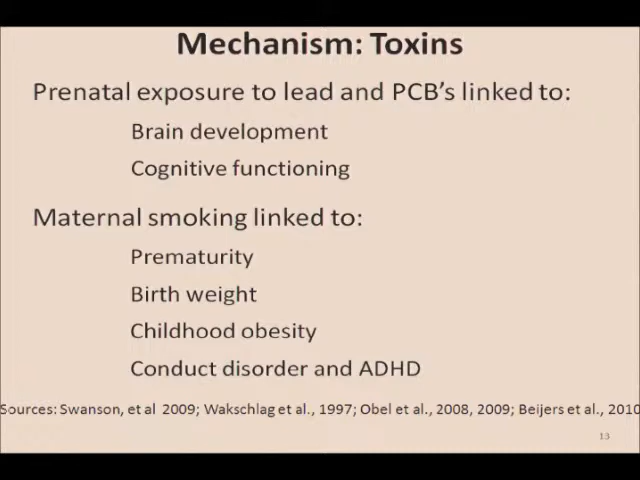 Mechanism: Toxins
Prenatal exposure to lead and PCB's linked to:
Brain development
Cognitive functioning
Maternal smoking linked to:
Prematurity
Birth weight
Childhood obesity
Conduct disorder and ADHD
Sources: Swanson, et al 2009; Wakschlag et al., 1997; Obel et al., 2008, 2009; Beijers et al., 2010
13